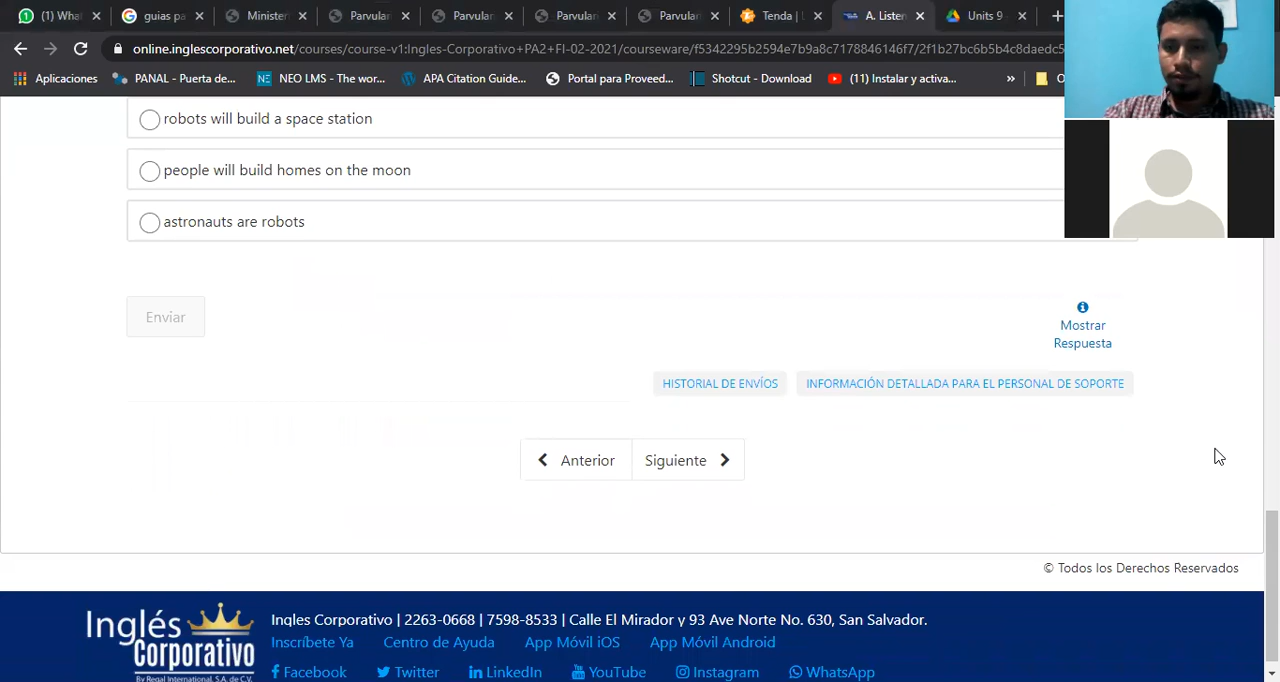 (1) What
guias pa
Minister
Parvular
Parvular
Parvular
Parvular
Tenda |
A. Listen
Units 9 -
online.inglescorporativo.net/courses/course-v1:Ingles-Corporativo+PA2+FI-02-2021/courseware/f5342295b2594e7b9a8c7178846146f7/2f1b27bc6b5b4c8daedc5
Aplicaciones
PANAL - Puerta de...
NEO LMS - The wor...
APA Citation Guide...
Portal para Proveed...
Shotcut - Download
(11) Instalar y activa...
»
robots will build a space station
people will build homes on the moon
astronauts are robots
Enviar
Mostrar
Respuesta
HISTORIAL DE ENVÍOS
INFORMACIÓN DETALLADA PARA EL PERSONAL DE SOPORTE
Anterior
Siguiente
© Todos los Derechos Reservados
Inglés
Corporativo
By Regal International, S.A. de C.V.
Ingles Corporativo | 2263-0668 | 7598-8533 | Calle El Mirador y 93 Ave Norte No. 630, San Salvador.
Inscríbete Ya
Centro de Ayuda
App Móvil iOS
App Móvil Android
Facebook
Twitter
LinkedIn
YouTube
Instagram
WhatsApp